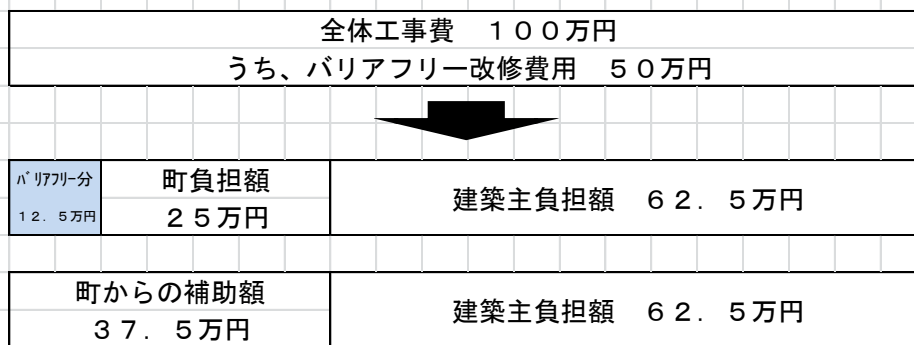 全体工事費　１００万円
うち、バリアフリー改修費用　５０万円
ﾊﾞﾘｱﾌﾘｰ分
１２．５万円
町負担額
２５万円
建築主負担額　６２．５万円
町からの補助額
３７．５万円
建築主負担額　６２．５万円